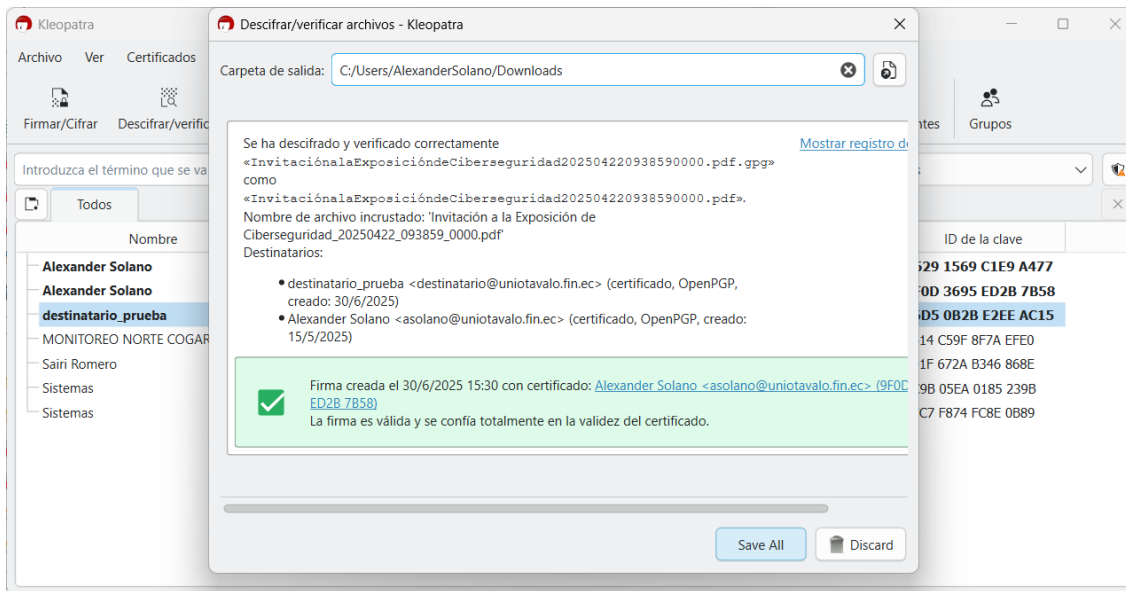 Kleopatra
Descifrar/verificar archivos - Kleopatra
Archivo Ver Certificados
Carpeta de salida: C:/Users/AlexanderSolano/Downloads
Firmar/Cifrar Descifrar/verific
Grupos
Introduzca el término que se va
Todos
Se ha descifrado y verificado correctamente
Mostrar registro de
«InvitaciónalaExposicióndeCiberseguridad202504220938590000.pdf.gpg»
como
«InvitaciónalaExposicióndeCiberseguridad202504220938590000.pdf».
Nombre de archivo incrustado: 'Invitación a la Exposición de
Ciberseguridad_20250422_093859_0000.pdf'
Destinatarios:
• destinatario_prueba <destinatario@uniotavalo.fin.ec> (certificado, OpenPGP,
creado: 30/6/2025)
• Alexander Solano <asolano@uniotavalo.fin.ec> (certificado, OpenPGP, creado:
15/5/2025)
Firma creada el 30/6/2025 15:30 con certificado: Alexander Solano <asolano@uniotavalo.fin.ec> (9F0D
ED2B 7B58)
La firma es válida y se confía totalmente en la validez del certificado.
Save All
Discard
Nombre
ID de la clave
Alexander Solano
529 1569 C1E9 A477
Alexander Solano
F0D 3695 ED2B 7B58
destinatario_prueba
5D5 0B2B E2EE AC15
MONITOREO NORTE COGAR
14 C59F 8F7A EFE0
Sairi Romero
1F 672A B346 868E
Sistemas
9B 05EA 0185 239B
Sistemas
C7 F874 FC8E 0B89